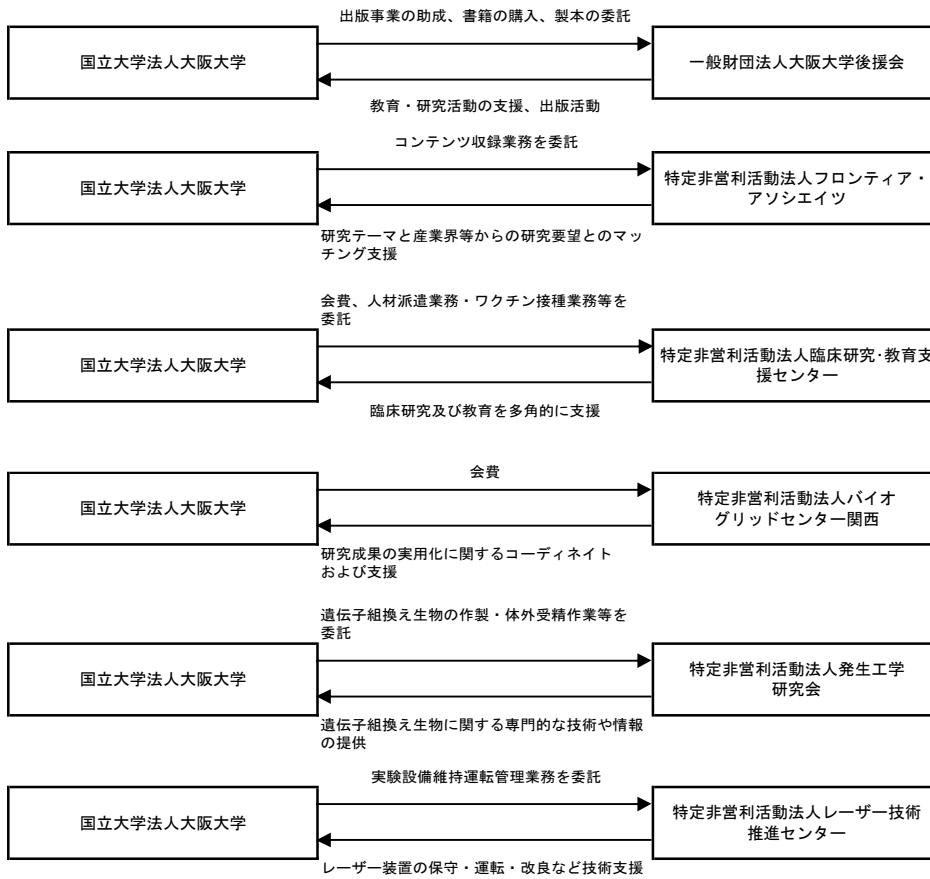 出版事業の助成、書籍の購入、製本の委託
国立大学法人大阪大学
一般財団法人大阪大学後援会
教育・研究活動の支援、出版活動
コンテンツ収録業務を委託
国立大学法人大阪大学
特定非営利活動法人フロンティア・
アソシエイツ
研究テーマと産業界等からの研究要望とのマッ
チング支援
会費、人材派遣業務・ワクチン接種業務等を
委託
国立大学法人大阪大学
特定非営利活動法人臨床研究・教育支
援センター
臨床研究及び教育を多角的に支援
会費
国立大学法人大阪大学
特定非営利活動法人バイオ
グリッドセンター関西
研究成果の実用化に関するコーディネイト
および支援
遺伝子組換え生物の作製・体外受精作業等を
委託
国立大学法人大阪大学
特定非営利活動法人発生工学
研究会
遺伝子組換え生物に関する専門的な技術や情報
の提供
実験設備維持運転管理業務を委託
国立大学法人大阪大学
特定非営利活動法人レーザー技術
推進センター
レーザー装置の保守・運転・改良など技術支援